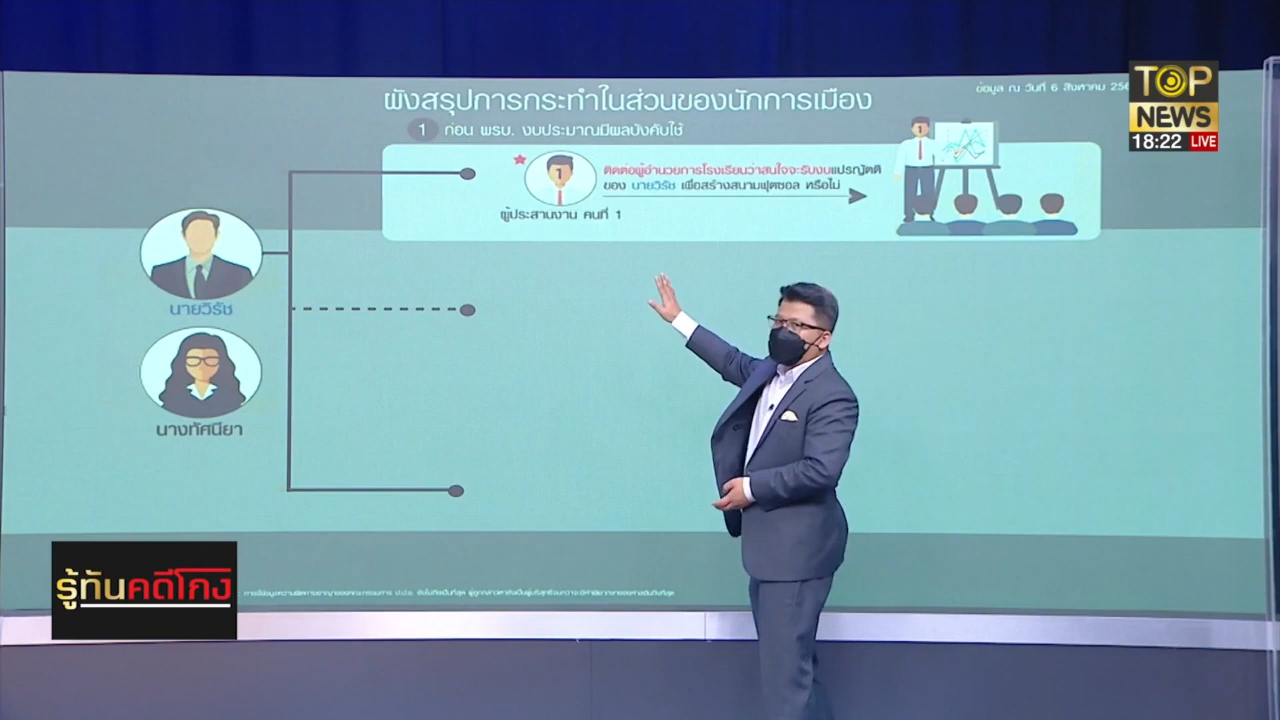 TOP
NEWS
18:22 LIVE
ข้อมูล ณ วันที่ 6 สิงหาคม
ผังสรุปการกระทำในส่วนของนักการเมือง
1 ก่อน พรบ. งบประมาณมีผลบังคับใช้
1
ติดต่อผู้อำนวยการโรงเรียนว่าสนใจจะรับงบแปรญัตติ
ของ นายวิรัช เพื่อสร้างสนามฟุตซอล หรือไม่
ผู้ประสานงาน คนที่ 1
1
นายวิรัช
นางทัศนียา
รู้ทันคดีโกง